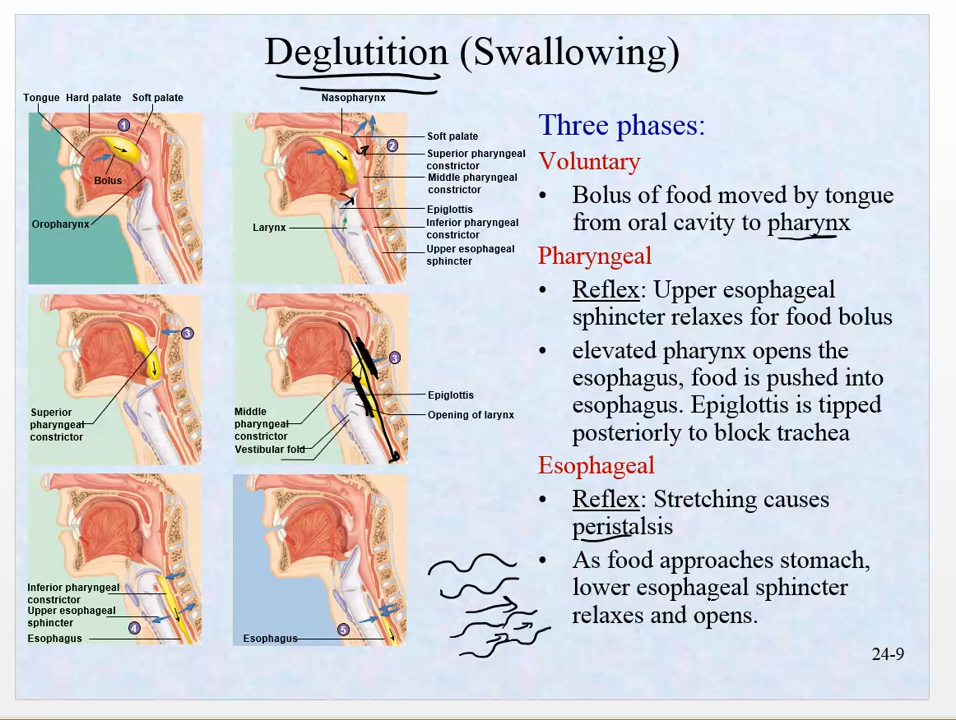 Deglutition (Swallowing)
Tongue Hard palate Soft palate
1
Bolus
Oropharynx
Nasopharynx
2
Soft palate
Superior pharyngeal
constrictor
Middle pharyngeal
constrictor
Epiglottis
Larynx
Inferior pharyngeal
constrictor
Upper esophageal
sphincter
3
Superior
pharyngeal
constrictor
3
Epiglottis
Opening of larynx
Middle
pharyngeal
constrictor
Vestibular fold
Inferior pharyngeal
constrictor
Upper esophageal
sphincter
4
Esophagus
5
Esophagus
Three phases:
Voluntary
• Bolus of food moved by tongue
from oral cavity to pharynx
Pharyngeal
• Reflex: Upper esophageal
sphincter relaxes for food bolus
• elevated pharynx opens the
esophagus, food is pushed into
esophagus. Epiglottis is tipped
posteriorly to block trachea
Esophageal
• Reflex: Stretching causes
peristalsis
• As food approaches stomach,
lower esophageal sphincter
relaxes and opens.
24-9